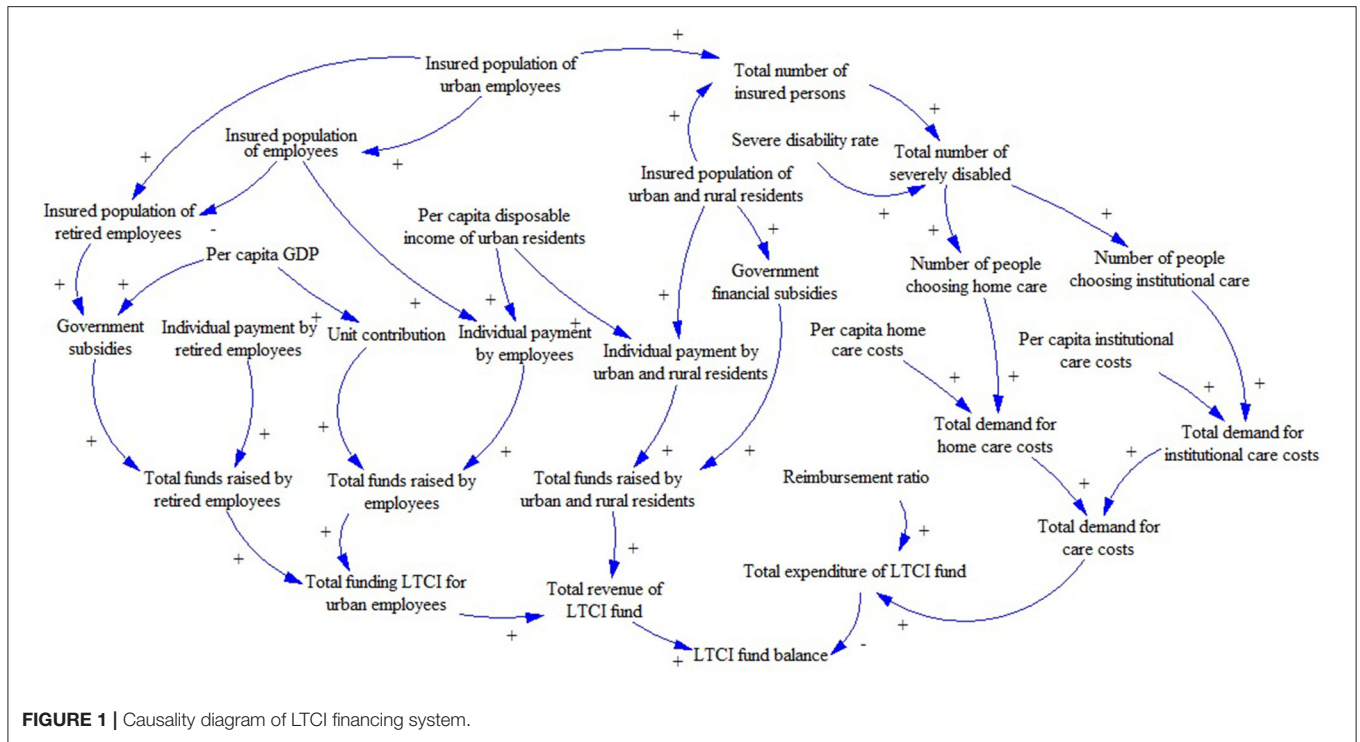 Insured population of
urban employees
+
Total number of
insured persons
Insured population
of employees
+
+
Severe disability rate
Total number of
severely disabled
+
+
Insured population of
retired employees
-
Insured population of
urban and rural residents
Per capita disposable
income of urban residents
+
+
+
+
Per capita GDP
Government
financial subsidies
Number of people
choosing home care
Number of people
choosing institutional care
+
+
Government
subsidies
Individual payment by
retired employees
+
Unit contribution
+
+
Individual payment
by employees
+
Individual payment by
urban and rural residents
+
Per capita home
care costs
Per capita institutional
care costs
+
+
+
+
Total demand for
home care costs
Total demand for
institutional care costs
+
+
+
+
+
+
+
+
Total funds raised by
retired employees
Total funds raised by
employees
Total funds raised by
urban and rural residents
Reimbursement ratio
Total demand for
care costs
+
+
+
+
Total funding LTCI for
urban employees
Total revenue of
LTCI fund
Total expenditure of LTCI fund
+
+
+
LTCI fund balance
-
FIGURE 1 | Causality diagram of LTCI financing system.